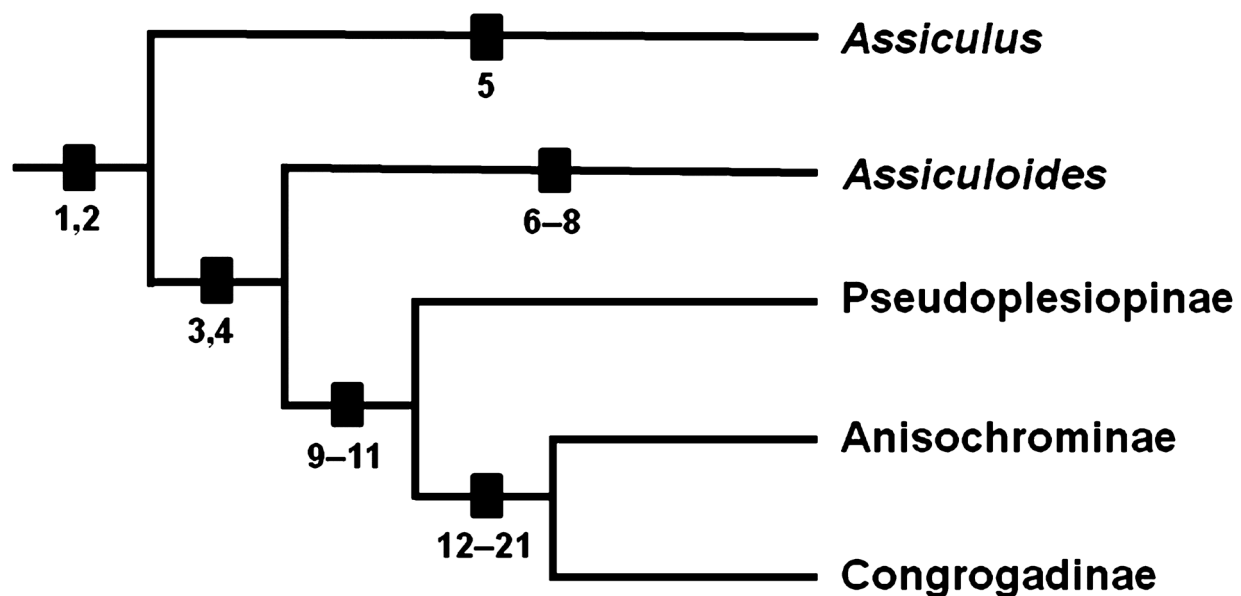 Assiculus
5
1,2
Assiculoides
6–8
3,4
Pseudoplesiopinae
9–11
Anisochrominae
12–21
Congrogadinae